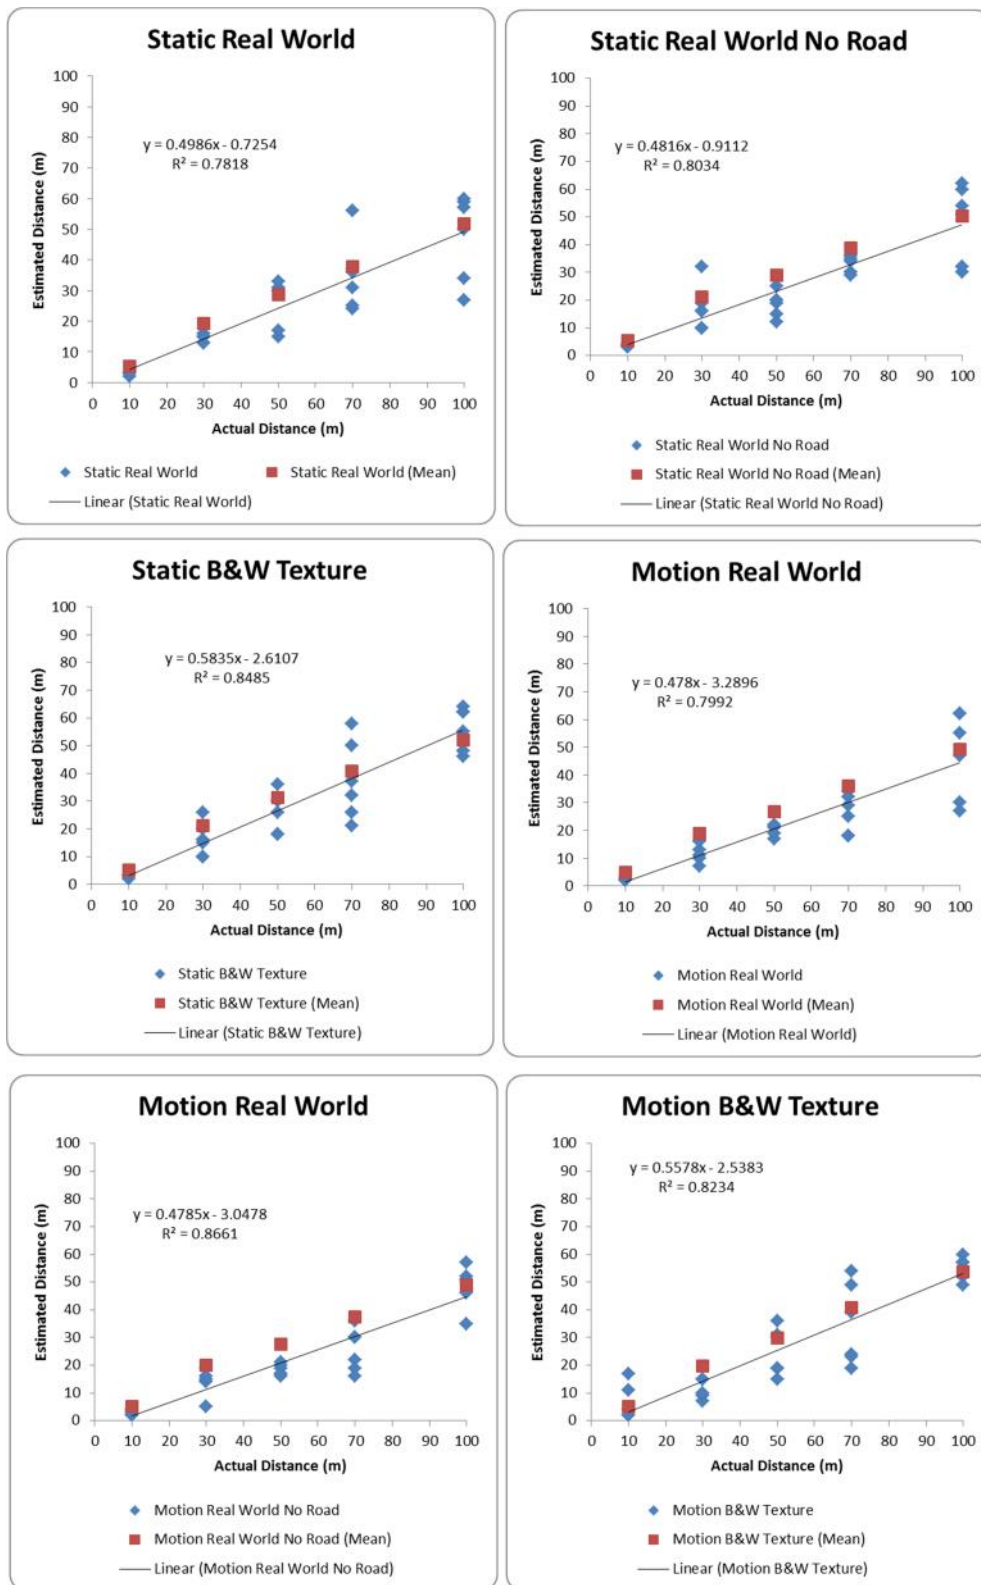 Static Real World
100
90
80
70
60
50
40
30
20
10
0
y = 0.4986x - 0.7254
R² = 0.7818
Estimated Distance (m)
0 10 20 30 40 50 60 70 80 90 100
Actual Distance (m)
Static Real World Static Real World (Mean)
Linear (Static Real World)
Static Real World No Road
100
90
80
70
60
50
40
30
20
10
0
y = 0.4816x - 0.9112
R² = 0.8034
Estimated Distance (m)
0 10 20 30 40 50 60 70 80 90 100
Actual Distance (m)
Static Real World No Road
Static Real World No Road (Mean)
Linear (Static Real World No Road)
Static B&W Texture
100
90
80
70
60
50
40
30
20
10
0
y = 0.5835x - 2.6107
R² = 0.8485
Estimated Distance (m)
0 10 20 30 40 50 60 70 80 90 100
Actual Distance (m)
Static B&W Texture
Static B&W Texture (Mean)
Linear (Static B&W Texture)
Motion Real World
100
90
80
70
60
50
40
30
20
10
0
y = 0.478x - 3.2896
R² = 0.7992
Estimated Distance (m)
0 10 20 30 40 50 60 70 80 90 100
Actual Distance (m)
Motion Real World
Motion Real World (Mean)
Linear (Motion Real World)
Motion Real World
100
90
80
70
60
50
40
30
20
10
0
y = 0.4785x - 3.0478
R² = 0.8661
Estimated Distance (m)
0 10 20 30 40 50 60 70 80 90 100
Actual Distance (m)
Motion Real World No Road
Motion Real World No Road (Mean)
Linear (Motion Real World No Road)
Motion B&W Texture
100
90
80
70
60
50
40
30
20
10
0
y = 0.5578x - 2.5383
R² = 0.8234
Estimated Distance (m)
0 10 20 30 40 50 60 70 80 90 100
Actual Distance (m)
Motion B&W Texture
Motion B&W Texture (Mean)
Linear (Motion B&W Texture)